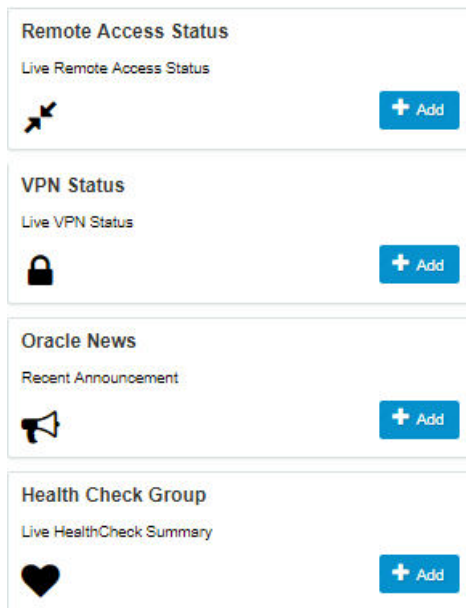 Remote Access Status
Live Remote Access Status
Add
VPN Status
Live VPN Status
Add
Oracle News
Recent Announcement
Add
Health Check Group
Live HealthCheck Summary
Add